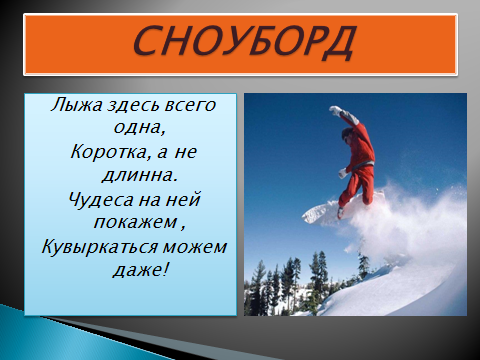 СНОУБОРД
Лыжа здесь всего
одна,
Коротка, а не
длинна.
Чудеса на ней
покажем ,
Кувыркаться можем
даже!